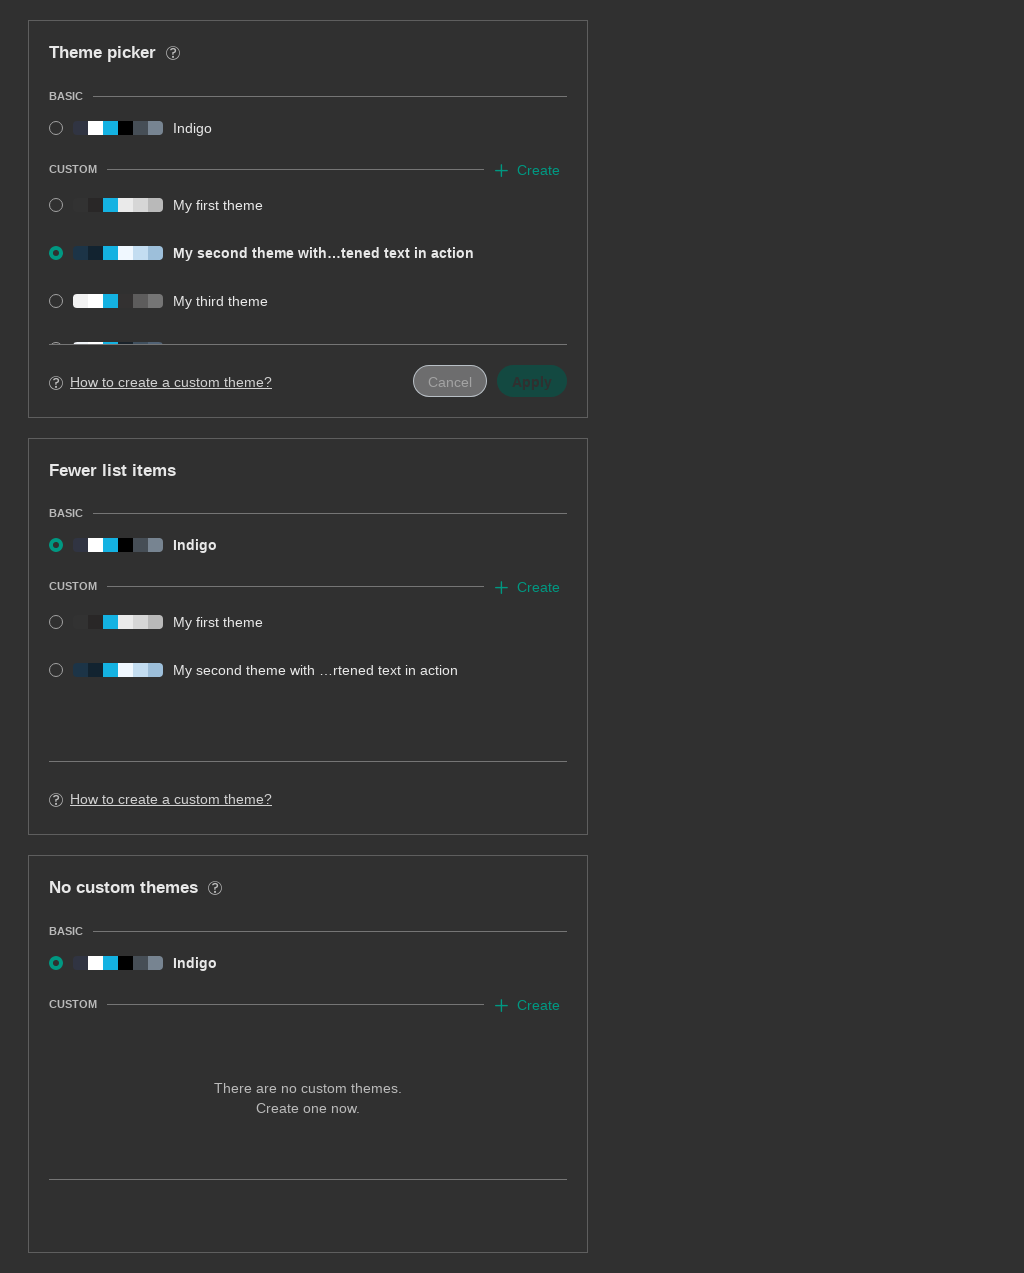 Theme picker
BASIC
Indigo
CUSTOM
Create
My first theme
My second theme with…tened text in action
My third theme
How to create a custom theme?
Cancel
Apply
Fewer list items
BASIC
Indigo
CUSTOM
Create
My first theme
My second theme with …rtened text in action
How to create a custom theme?
No custom themes
BASIC
Indigo
CUSTOM
Create
There are no custom themes.
Create one now.